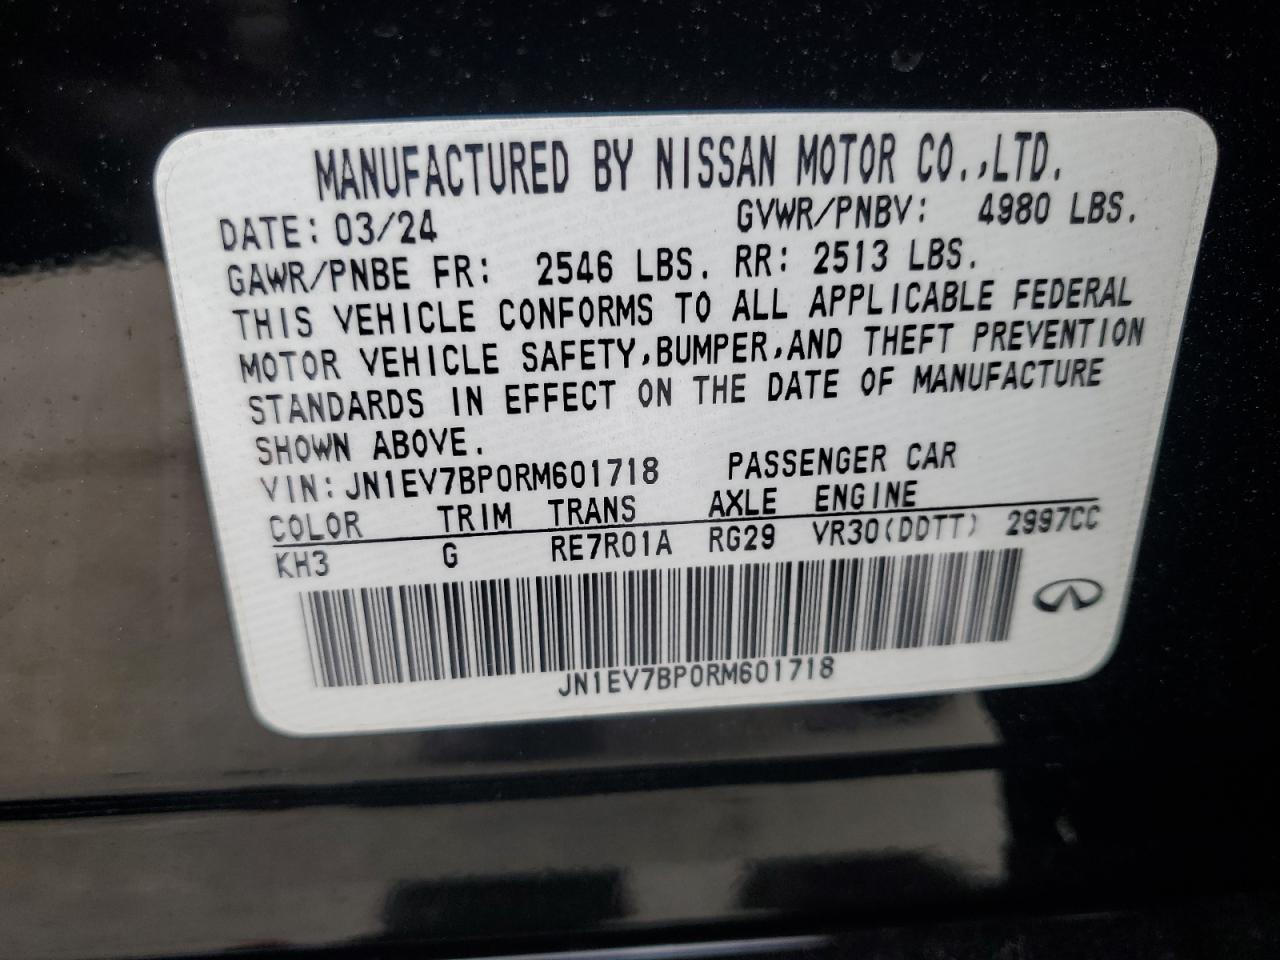 MANUFACTURED BY NISSAN MOTOR CO.,LTD.
DATE: 03/24 GVWR/PNBV: 4980 LBS.
GAWR/PNBE FR: 2546 LBS. RR: 2513 LBS.
THIS VEHICLE CONFORMS TO ALL APPLICABLE FEDERAL
MOTOR VEHICLE SAFETY,BUMPER,AND THEFT PREVENTION
STANDARDS IN EFFECT ON THE DATE OF MANUFACTURE
SHOWN ABOVE.
VIN: JN1EV7BP0RM601718 PASSENGER CAR
COLOR TRIM TRANS AXLE ENGINE
KH3 G RE7R01A RG29 VR30(DDTT) 2997CC
JN1EV7BP0RM601718